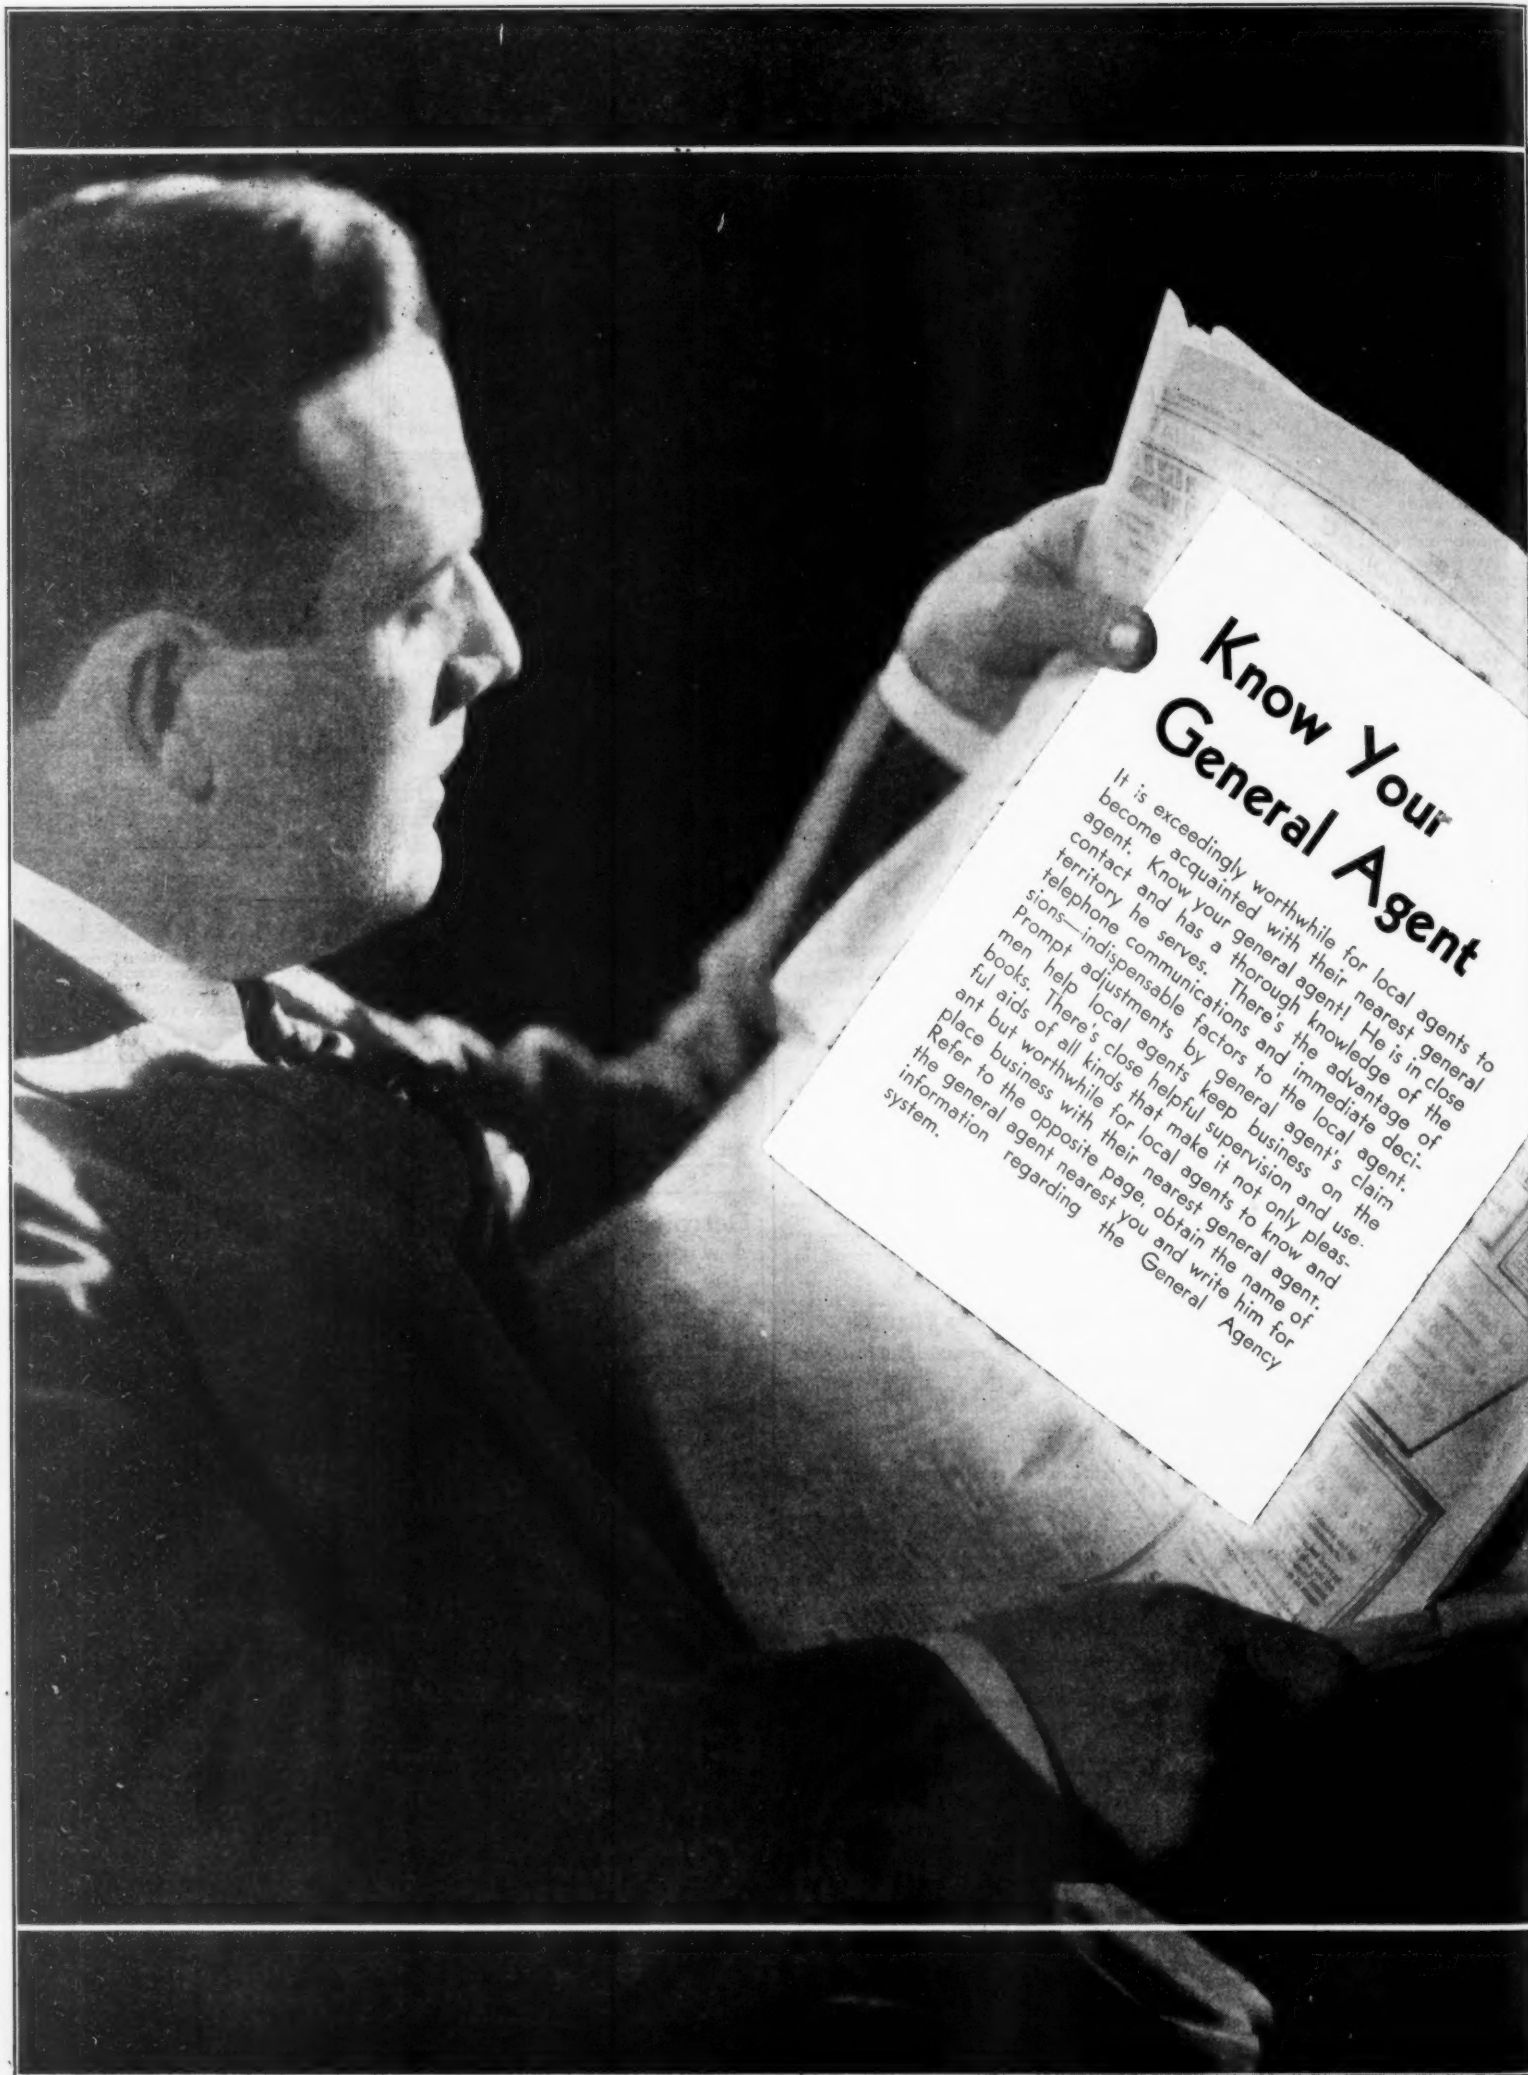 Know Your
General Agent
It is exceedingly worthwhile for local agents to
become acquainted with their nearest general
agent. Know your general agent! He is in close
contact and has a thorough knowledge of the
territory he serves. There's the advantage of
telephone communications and immediate deci-
sions—indispensable factors to the local agent.
Prompt adjustments by general agent's claim
men help local agents keep business on the
books. There's close helpful supervision and use-
ful aids of all kinds that make it not only pleas-
ant but worthwhile for local agents to know and
place business with their nearest general agent.
Refer to the opposite page, obtain the name of
the general agent nearest you and write him for
information regarding the General Agency
system.